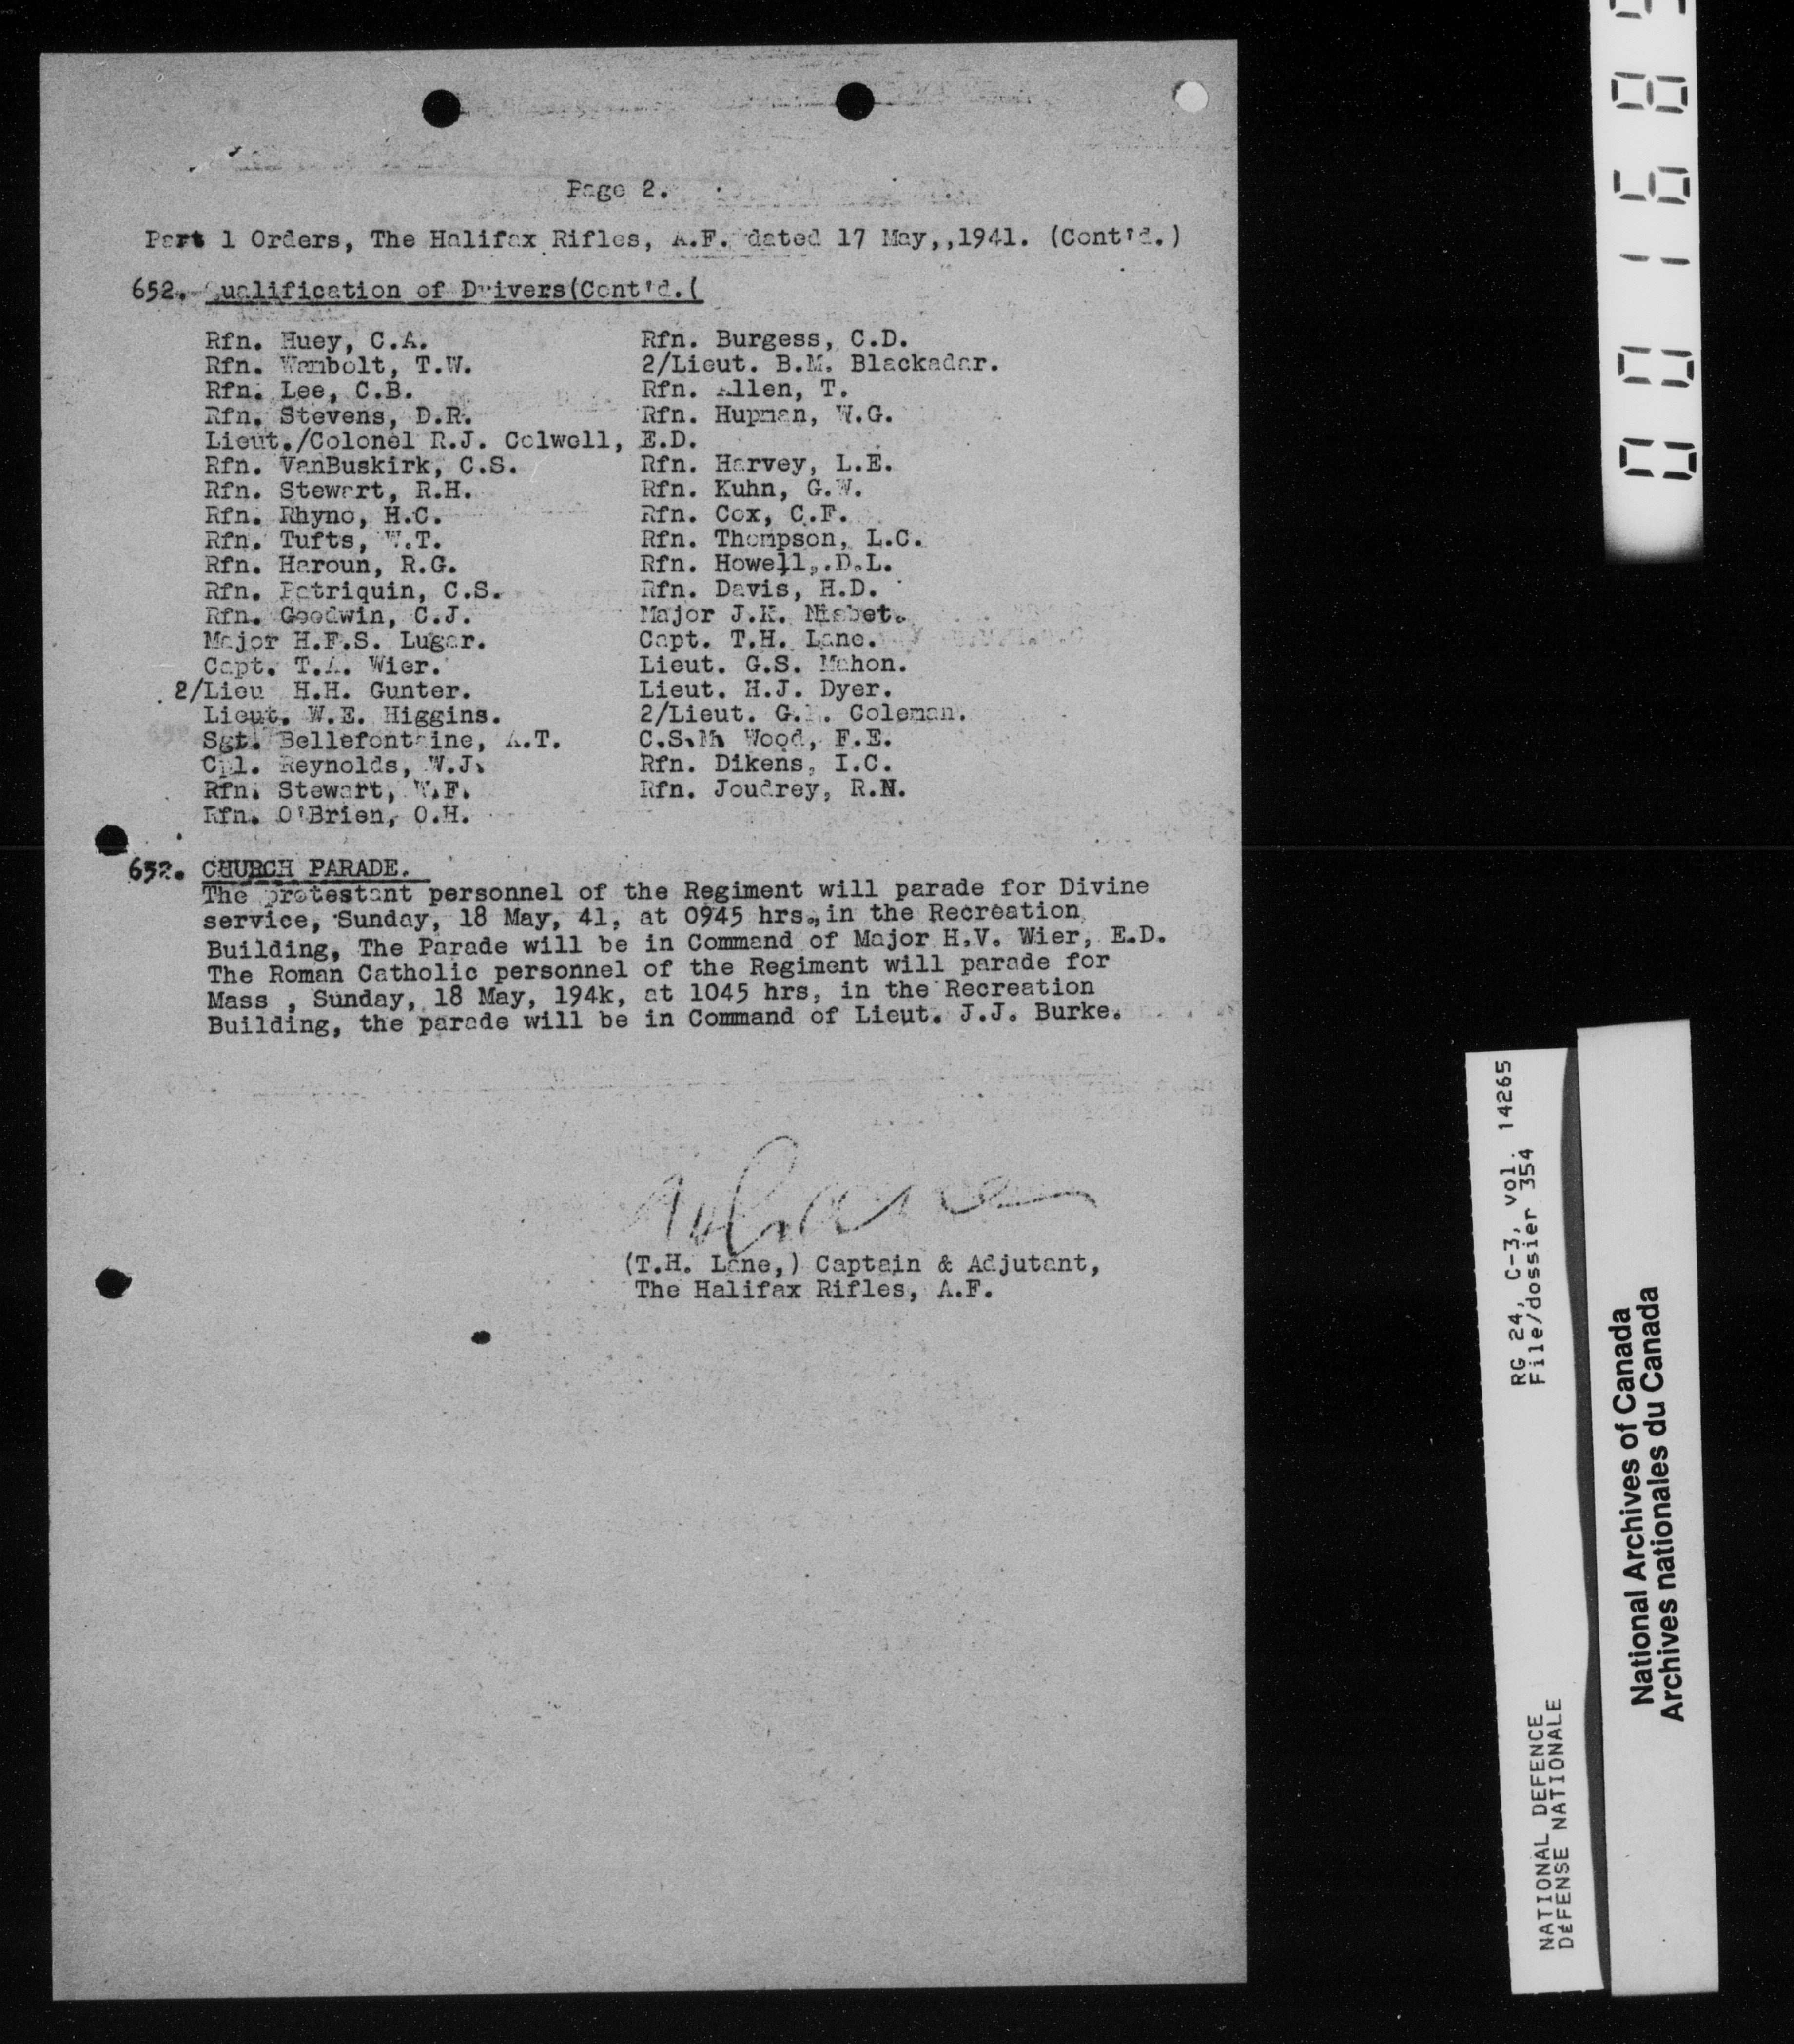 Page 2.
Part 1 Orders, The Halifax Rifles, A.F. dated 17 May,,1941. (Cont'd.)
652. Qualification of Drivers(Cont'd.(
Rfn. Huey, C.A. Rfn. Burgess, C.D.
Rfn. Wambolt, T.W. 2/Lieut. B.M. Blackadar.
Rfn. Lee, C.B. Rfn. Allen, T.
Rfn. Stevens, D.R. Rfn. Hupman, W.G.
Lieut./Colonel R.J. Colwell, E.D.
Rfn. VanBuskirk, C.S. Rfn. Harvey, L.E.
Rfn. Stewart, R.H. Rfn. Kuhn, G.W.
Rfn. Rhyno, H.C. Rfn. Cox, C.F.
Rfn. Tufts, W.T. Rfn. Thompson, L.C.
Rfn. Haroun, R.G. Rfn. Howell,.D.L.
Rfn. Patriquin, C.S. Rfn. Davis, H.D.
Rfn. Goodwin, C.J. Major J.K. Nisbet.
Major H.F.S. Lugar. Capt. T.H. Lane.
Capt. T.A. Wier. Lieut. G.S. Mahon.
2/Lieu H.H. Gunter. Lieut. H.J. Dyer.
Lieut. W.E. Higgins. 2/Lieut. G. Coleman.
Sgt. Bellefontaine, A.T. C.S.M. Wood, F.E.
Cpl. Reynolds, W.J. Rfn. Dikens, I.C.
Rfn. Stewart, W.F. Rfn. Joudrey, R.N.
Rfn. O'Brien, O.H.
652. CHURCH PARADE.
The protestant personnel of the Regiment will parade for Divine
service, Sunday, 18 May, 41, at 0945 hrs., in the Recreation
Building, The Parade will be in Command of Major H.V. Wier, E.D.
The Roman Catholic personnel of the Regiment will parade for
Mass , Sunday, 18 May, 194k, at 1045 hrs, in the Recreation
Building, the parade will be in Command of Lieut. J.J. Burke.
(T.H. Lane,) Captain & Adjutant,
The Halifax Rifles, A.F.
RG 24, C-3, vol. 14265
File/dossier 354
NATIONAL DEFENCE
DÉFENSE NATIONALE
National Archives of Canada
Archives nationales du Canada